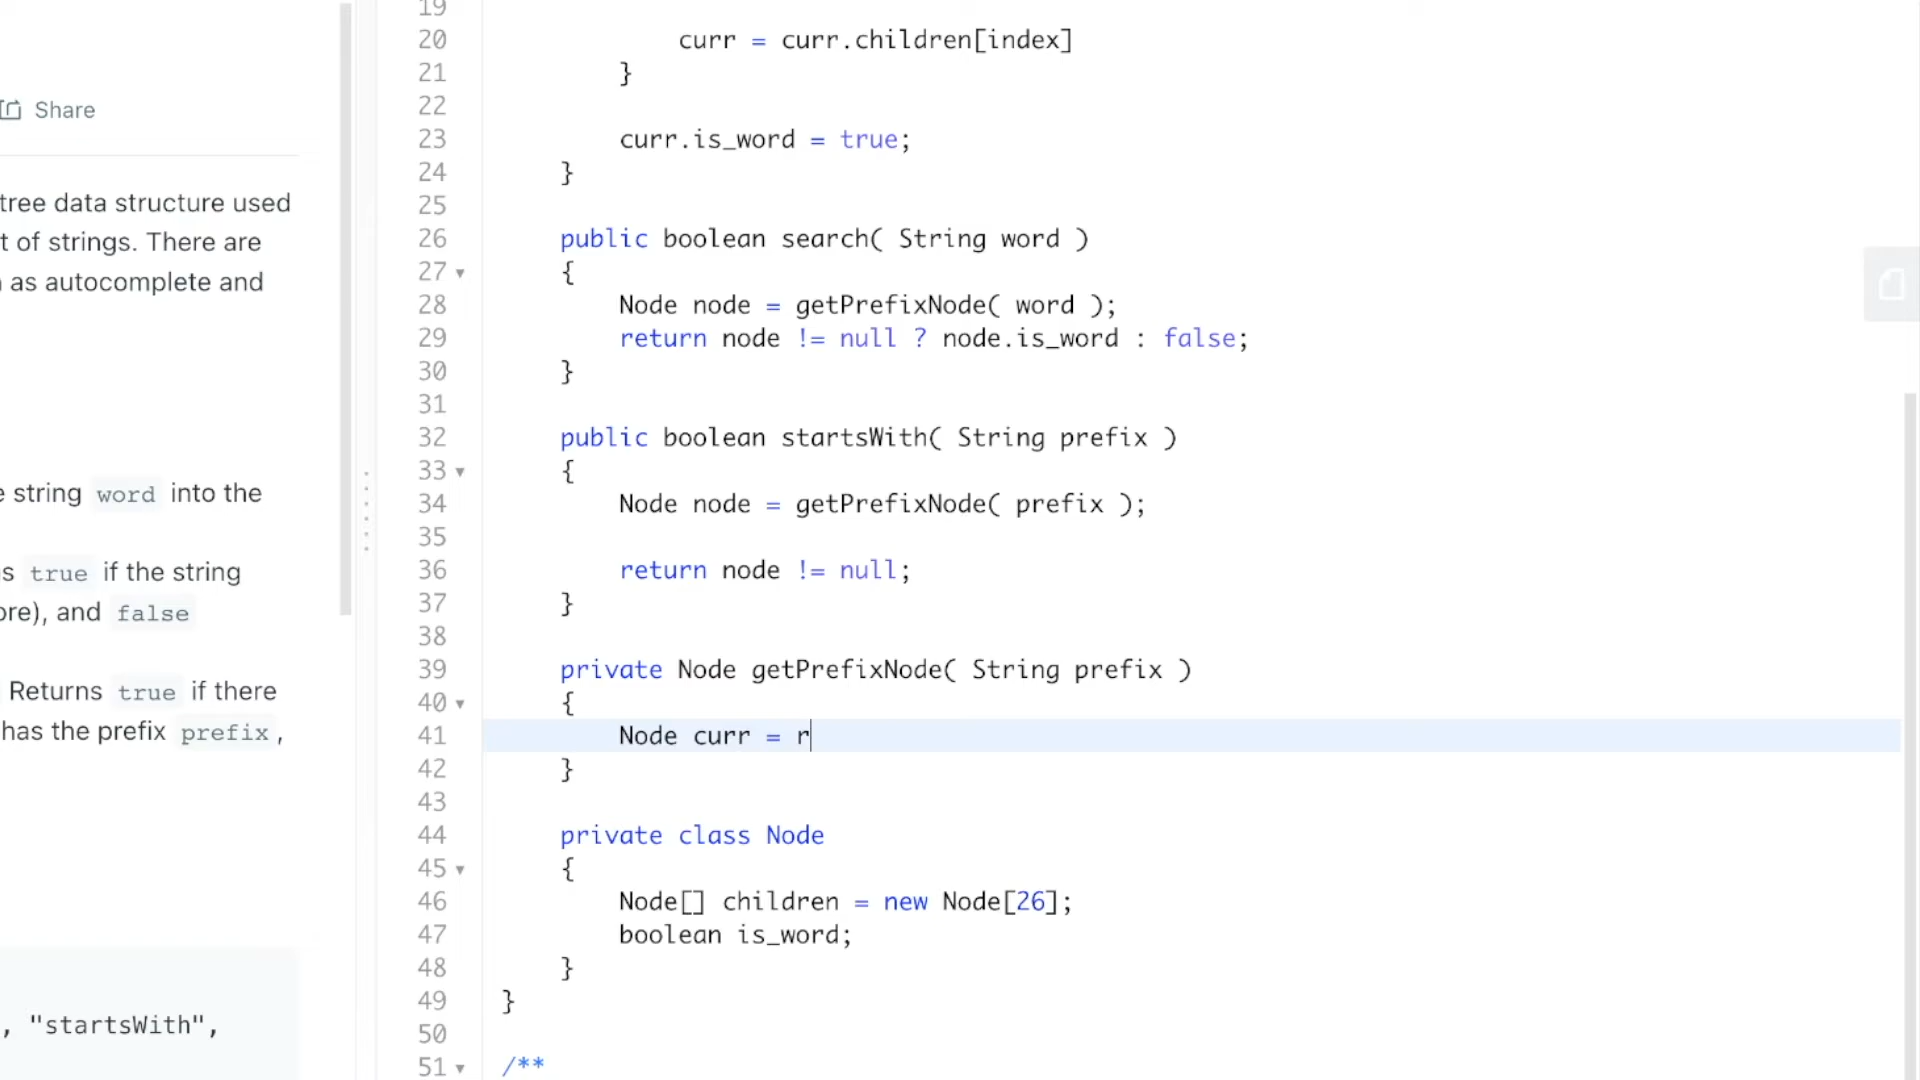 Share
tree data structure used
t of strings. There are
as autocomplete and
e string word into the
s true if the string
ore), and false
Returns true if there
has the prefix prefix,
, "startsWith",
19
20 curr = curr.children[index]
21 }
22
23 curr.is_word = true;
24 }
25
26 public boolean search( String word )
27 {
28 Node node = getPrefixNode( word );
29 return node != null ? node.is_word : false;
30 }
31
32 public boolean startsWith( String prefix )
33 {
34 Node node = getPrefixNode( prefix );
35
36 return node != null;
37 }
38
39 private Node getPrefixNode( String prefix )
40 {
41 Node curr = r
42 }
43
44 private class Node
45 {
46 Node[] children = new Node[26];
47 boolean is_word;
48 }
49 }
50
51 /**